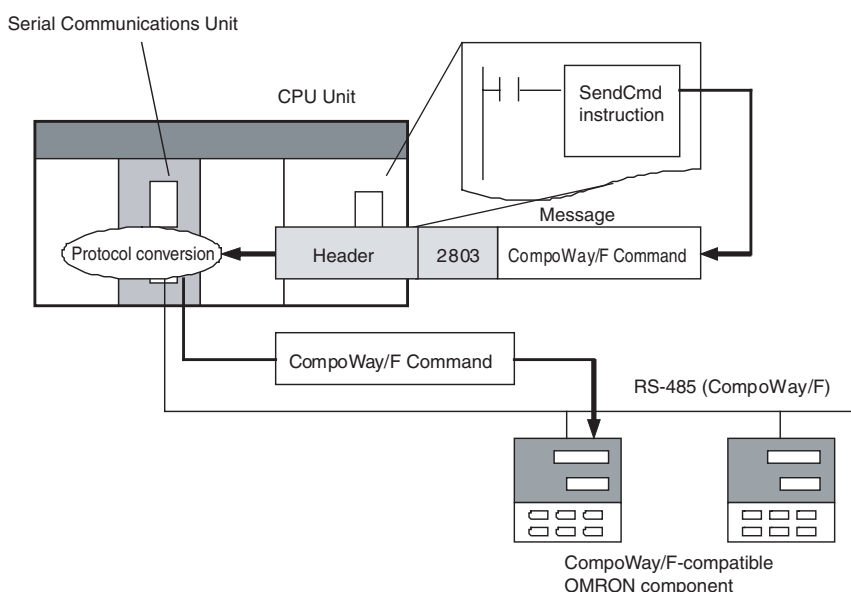 Serial Communications Unit
CPU Unit
SendCmd
instruction
Message
Protocol conversion
Header
2803
CompoWay/F Command
CompoWay/F Command
RS-485 (CompoWay/F)
CompoWay/F-compatible
OMRON component